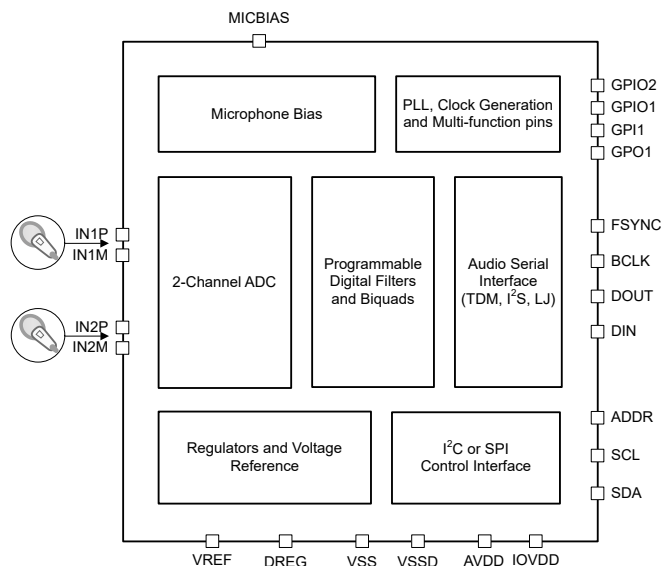 MICBIAS
Microphone Bias
PLL, Clock Generation
and Multi-function pins
GPIO2
GPIO1
GPI1
GPO1
IN1P
IN1M
IN2P
IN2M
2-Channel ADC
Programmable
Digital Filters
and Biquads
Audio Serial
Interface
(TDM, I²S, LJ)
FSYNC
BCLK
DOUT
DIN
Regulators and Voltage
Reference
I²C or SPI
Control Interface
ADDR
SCL
SDA
VREF
DREG
VSS
VSSD
AVDD
IOVDD